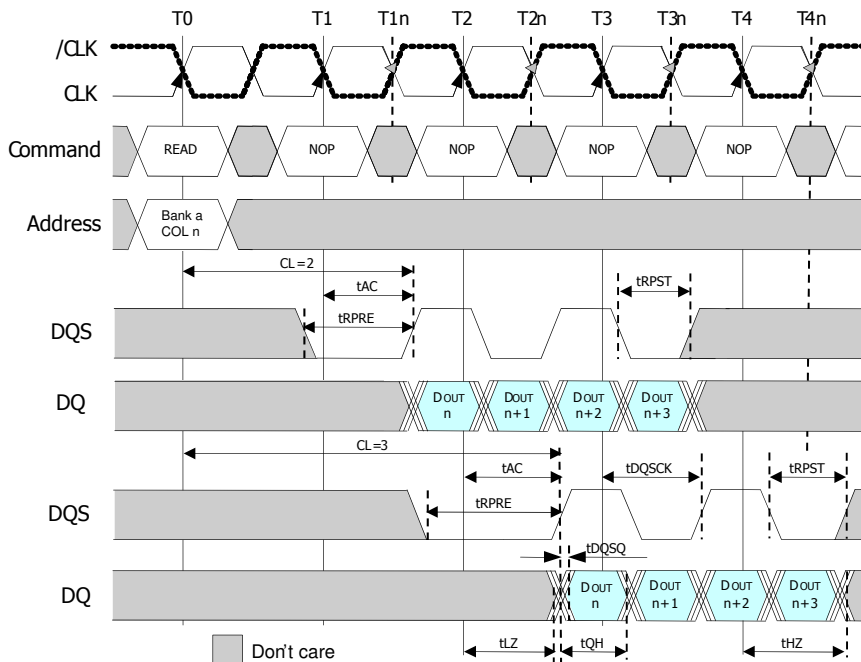 T0 T1 T1n T2 T2n T3 T3n T4 T4n
/CLK
CLK
Command READ NOP NOP NOP NOP
Address Bank a
COL n
CL=2
tAC
tRPRE
tRPST
DQS
DQ DOUT n DOUT n+1 DOUT n+2 DOUT n+3
CL=3
tAC tDQSCK tRPST
tRPRE
DQS
tDQSQ
DQ DOUT n DOUT n+1 DOUT n+2 DOUT n+3
tLZ tQH tHZ
Don't care